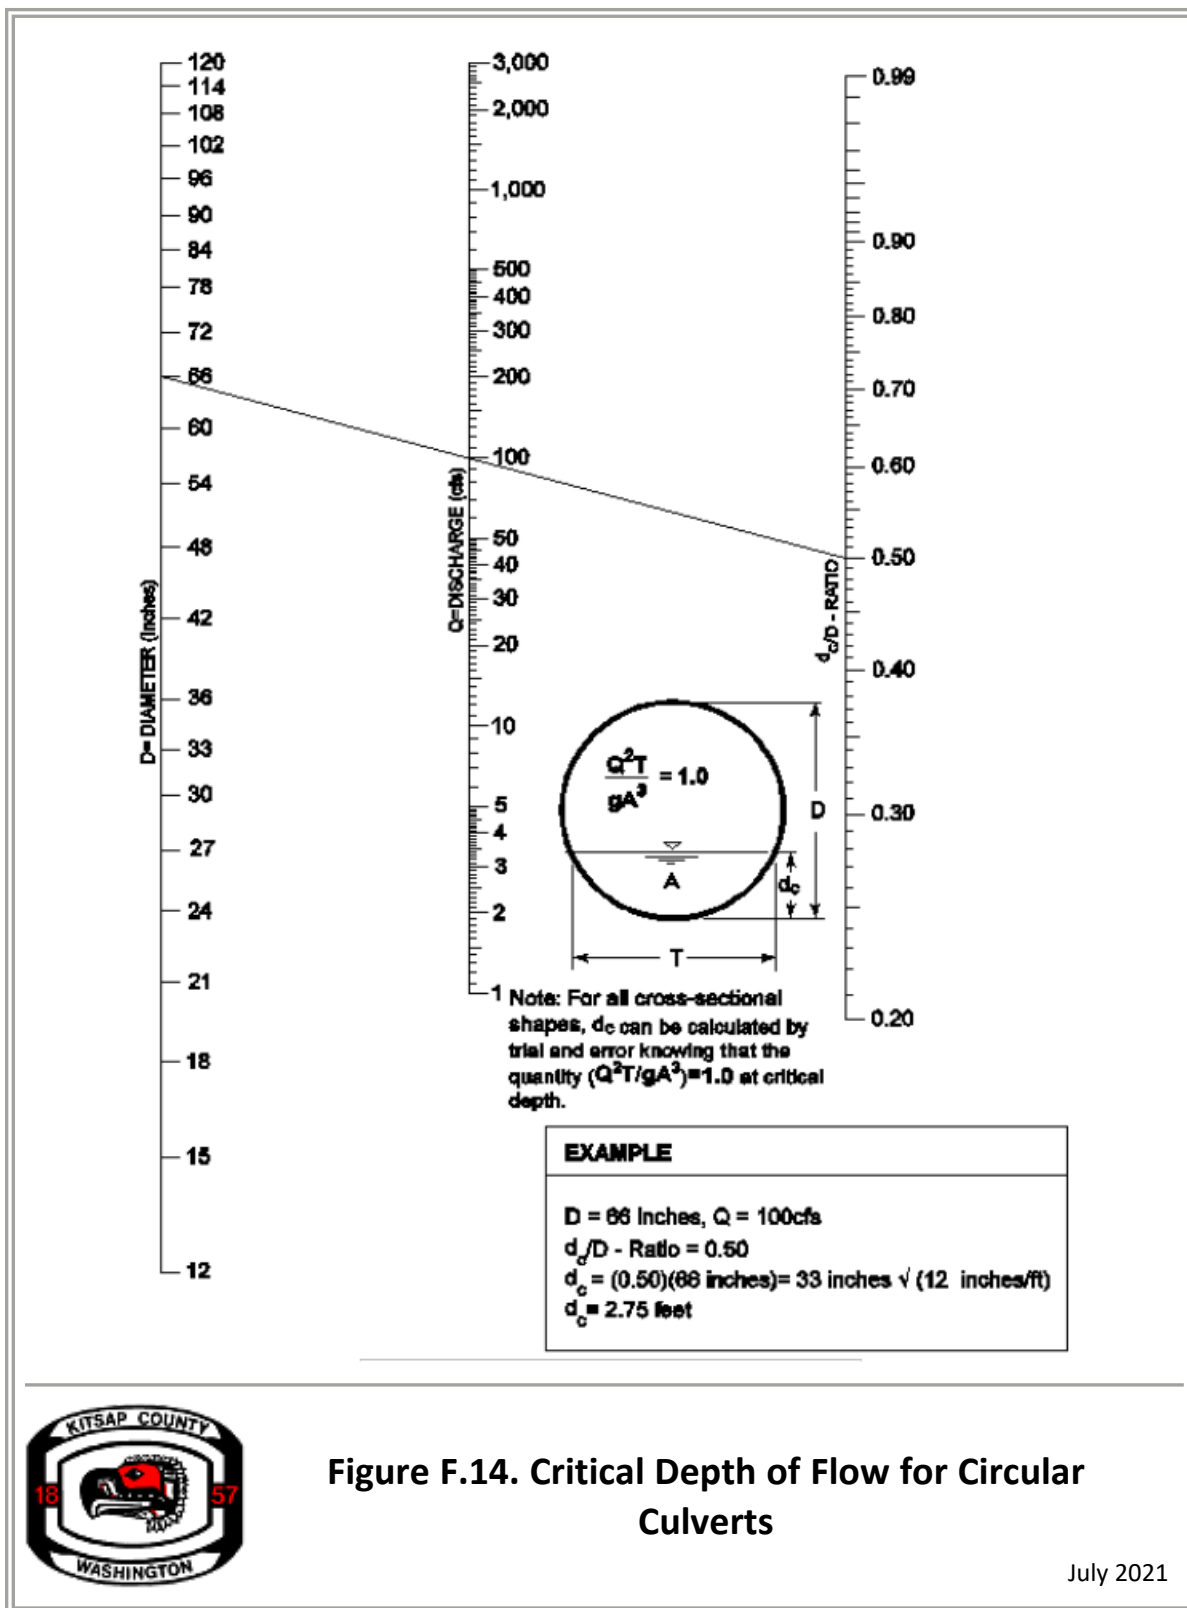 120
114
108
102
96
90
84
78
72
66
60
54
48
42
36
33
30
27
24
21
18
15
12
D= DIAMETER (Inches)
3,000
2,000
1,000
500
400
300
200
100
50
40
30
20
10
5
4
3
2
1
Q=DISCHARGE (cfs)
0.99
0.90
0.80
0.70
0.60
0.50
0.40
0.30
0.20
dc/D - RATIO
Q²T
gA³
= 1.0
D
A
dc
T
Note: For all cross-sectional
shapes, dc can be calculated by
trial and error knowing that the
quantity (Q²T/gA³)=1.0 at critical
depth.
EXAMPLE
D = 66 Inches, Q = 100cfs
dc/D - Ratio = 0.50
dc = (0.50)(66 inches)= 33 inches √ (12 inches/ft)
dc= 2.75 feet
KITSAP COUNTY
18 57
WASHINGTON
Figure F.14. Critical Depth of Flow for Circular
Culverts
July 2021